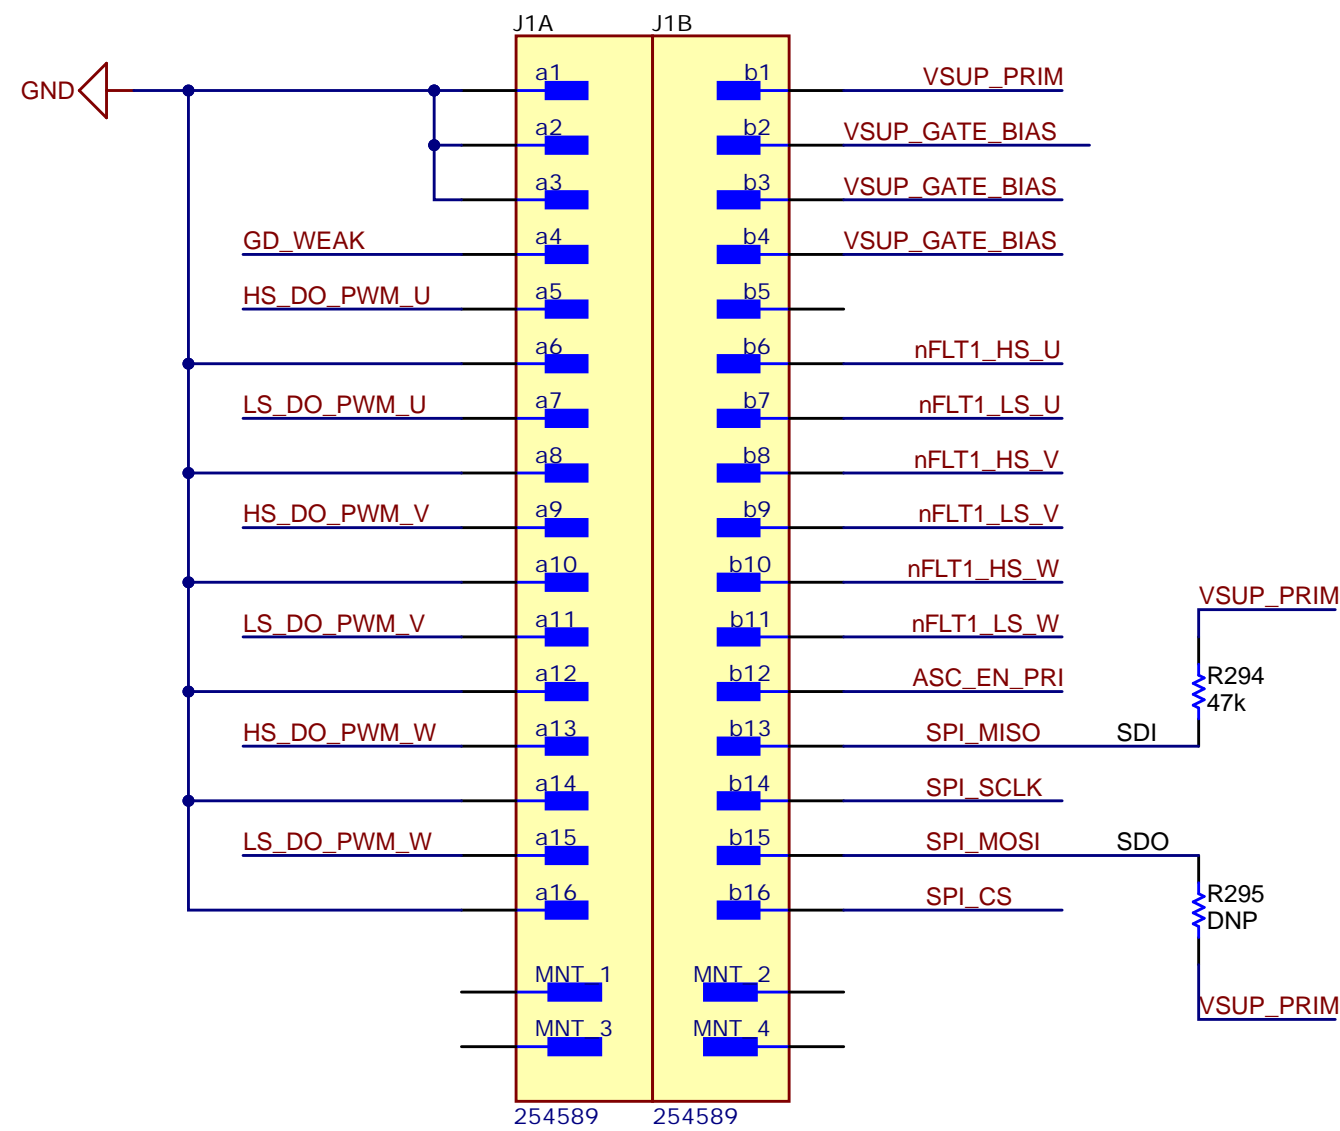 J1A J1B
GND
a1 b1 VSUP_PRIM
a2 b2 VSUP_GATE_BIAS
a3 b3 VSUP_GATE_BIAS
GD_WEAK a4 b4 VSUP_GATE_BIAS
HS_DO_PWM_U a5 b5
a6 b6 nFLT1_HS_U
LS_DO_PWM_U a7 b7 nFLT1_LS_U
a8 b8 nFLT1_HS_V
HS_DO_PWM_V a9 b9 nFLT1_LS_V
a10 b10 nFLT1_HS_W
VSUP_PRIM
LS_DO_PWM_V a11 b11 nFLT1_LS_W
a12 b12 ASC_EN_PRI
R294
47k
HS_DO_PWM_W a13 b13 SPI_MISO SDI
a14 b14 SPI_SCLK
LS_DO_PWM_W a15 b15 SPI_MOSI SDO
a16 b16 SPI_CS
R295
DNP
MNT_1 MNT_2
VSUP_PRIM
MNT_3 MNT_4
254589 254589